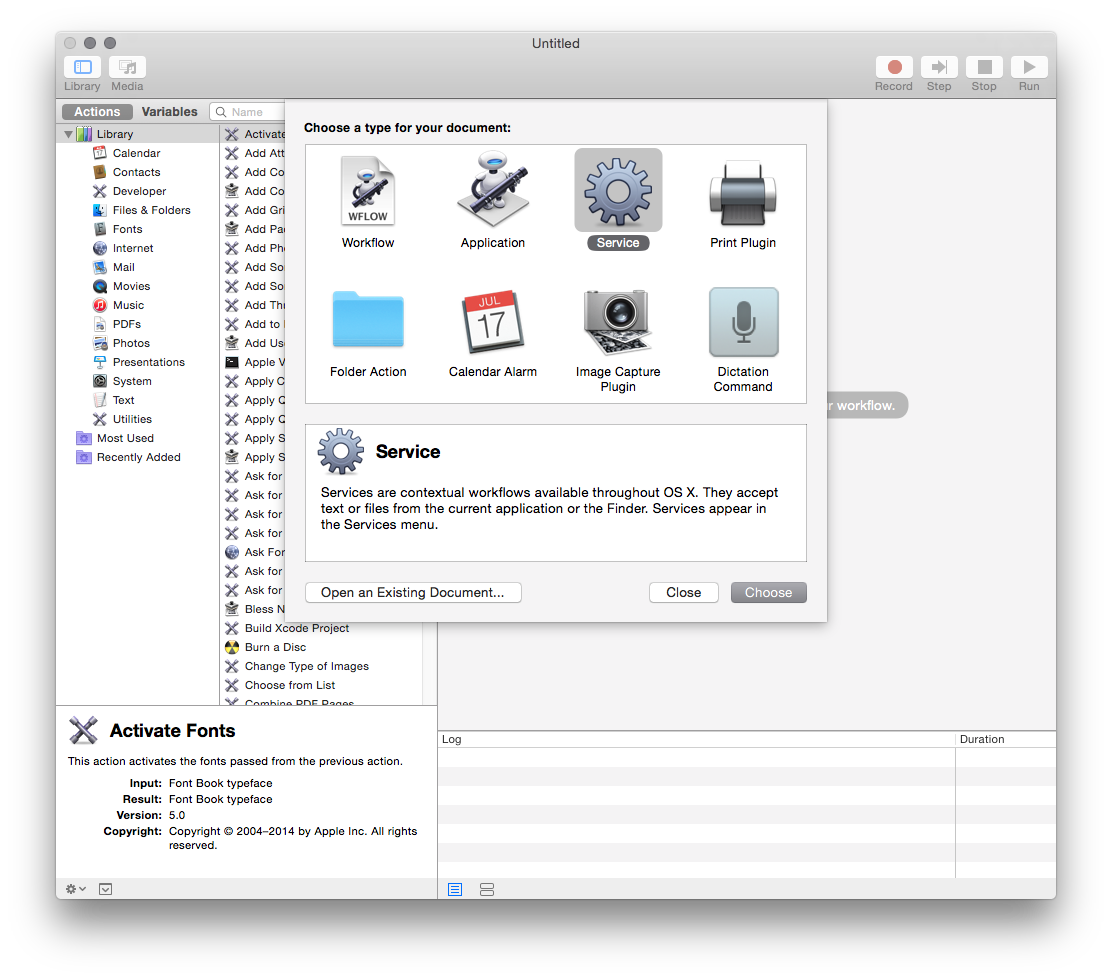 Untitled
Library
Media
Record
Step
Stop
Run
Actions
Variables
Name
Library
Calendar
Contacts
Developer
Files & Folders
Fonts
Internet
Mail
Movies
Music
PDFs
Photos
Presentations
System
Text
Utilities
Most Used
Recently Added
Activate
Add Att
Add Co
Add Co
Add Gri
Add Pag
Add Pho
Add So
Add So
Add Thu
Add to
Add Use
Apple V
Apply C
Apply Q
Apply Q
Apply S
Apply S
Ask for
Ask for
Ask for
Ask for
Ask For
Ask for
Ask for
Bless N
Build Xcode Project
Burn a Disc
Change Type of Images
Choose from List
Combine PDF Pages
Choose a type for your document:
WFLOW
Workflow
Application
Service
Print Plugin
Folder Action
JUL
17
Calendar Alarm
Image Capture
Plugin
Dictation
Command
Service
Services are contextual workflows available throughout OS X. They accept
text or files from the current application or the Finder. Services appear in
the Services menu.
Open an Existing Document...
Close
Choose
r workflow.
Activate Fonts
This action activates the fonts passed from the previous action.
Input: Font Book typeface
Result: Font Book typeface
Version: 5.0
Copyright: Copyright © 2004–2014 by Apple Inc. All rights
reserved.
Log
Duration